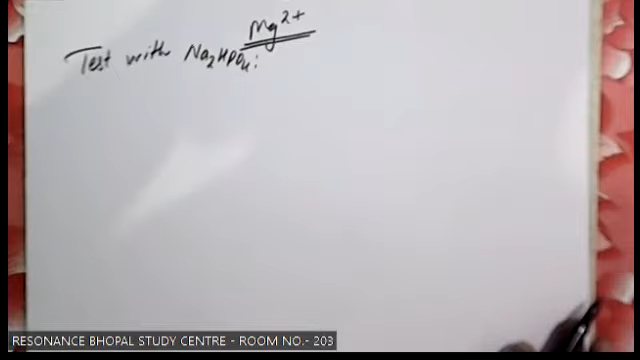 Mg²⁺
Test with Na₂HPO₄:
RESONANCE BHOPAL STUDY CENTRE - ROOM NO.- 203